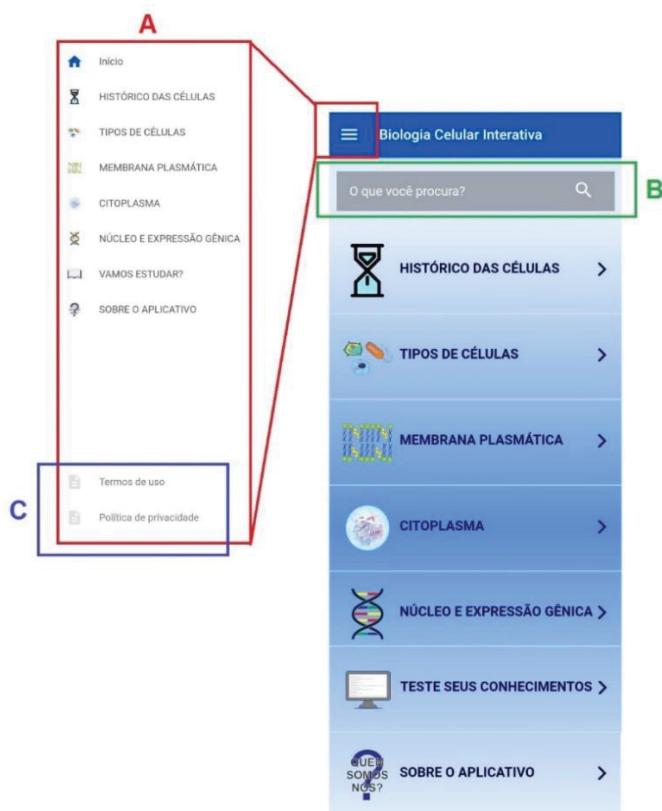 A
Início
HISTÓRICO DAS CÉLULAS
TIPOS DE CÉLULAS
MEMBRANA PLASMÁTICA
CITOPLASMA
NÚCLEO E EXPRESSÃO GÊNICA
VAMOS ESTUDAR?
SOBRE O APLICATIVO
C
Termos de uso
Política de privacidade
Biologia Celular Interativa
O que você procura?
B
HISTÓRICO DAS CÉLULAS
TIPOS DE CÉLULAS
MEMBRANA PLASMÁTICA
CITOPLASMA
NÚCLEO E EXPRESSÃO GÊNICA
TESTE SEUS CONHECIMENTOS
QUEM
SOMOS
NÓS?
SOBRE O APLICATIVO